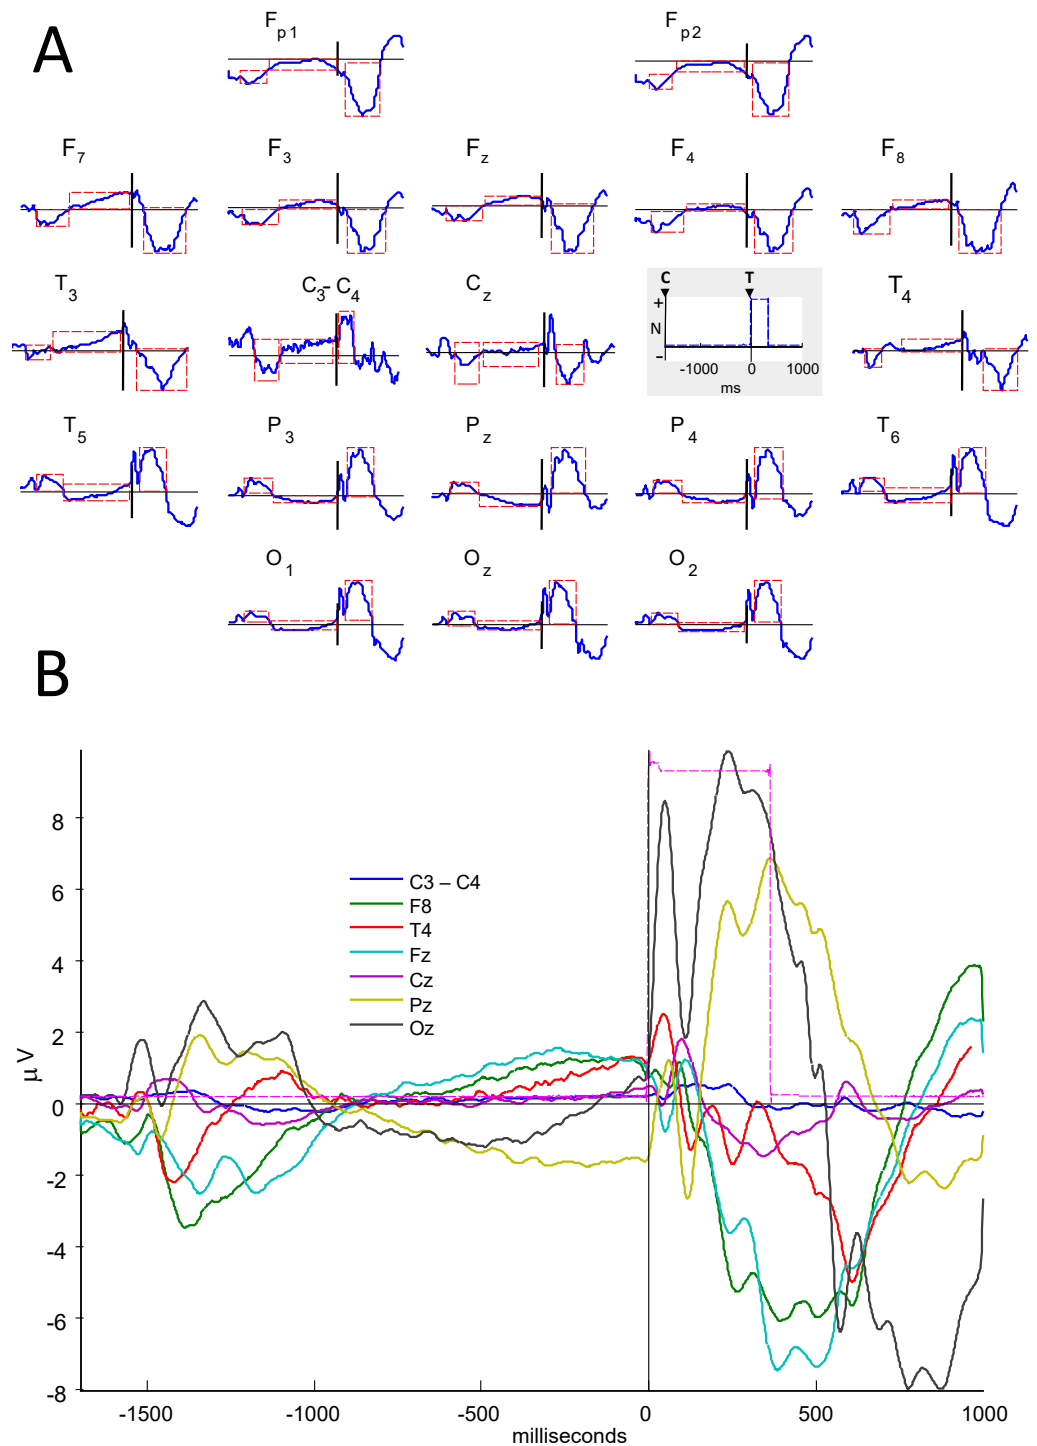 A
Fp1
Fp2
F7
F3
Fz
F4
F8
T3
C3- C4
Cz
C
T
+
N
–
-1000
0
1000
ms
T4
T5
P3
Pz
P4
T6
O1
Oz
O2
B
8
6
4
2
0
-2
-4
-6
-8
μ V
C3 – C4
F8
T4
Fz
Cz
Pz
Oz
-1500
-1000
-500
0
500
1000
milliseconds